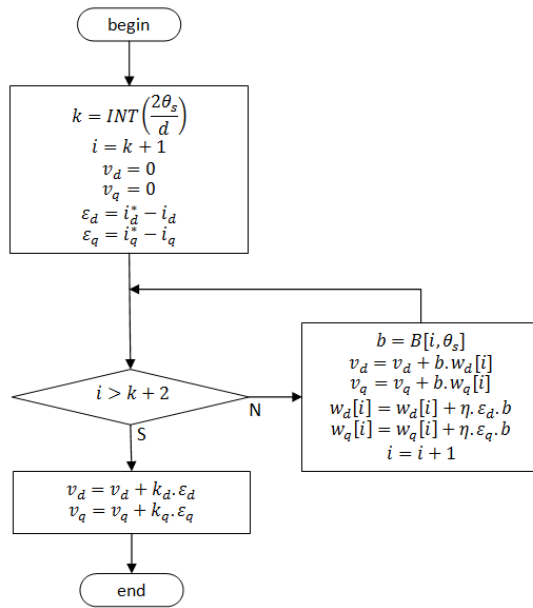 begin
k = INT(2θ_s/d)
i = k + 1
v_d = 0
v_q = 0
ε_d = i_d^* − i_d
ε_q = i_q^* − i_q
i > k + 2
N
S
b = B[i, θ_s]
v_d = v_d + b.w_d[i]
v_q = v_q + b.w_q[i]
w_d[i] = w_d[i] + η.ε_d.b
w_q[i] = w_q[i] + η.ε_q.b
i = i + 1
v_d = v_d + k_d.ε_d
v_q = v_q + k_q.ε_q
end